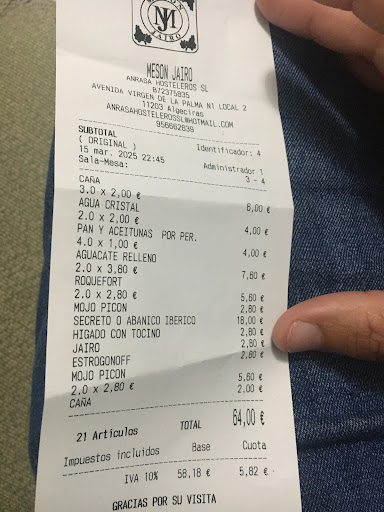 MJ
JAIRO
MESON JAIRO
ANRASA HOSTELEROS SL
B72375835
AVENIDA VIRGEN DE LA PALMA N1 LOCAL 2
11203 Algeciras
ANRASAHOSTELEROSSL@HOTMAIL.COM
956662639
SUBTOTAL Identificador: 4
( ORIGINAL )
15 mar. 2025 22:45 Administrador 1
Sala-Mesa: 3 - 4
CAÑA
3.0 x 2,00 € 6,00 €
AGUA CRISTAL
2.0 x 2,00 € 4,00 €
PAN Y ACEITUNAS POR PER.
4.0 x 1,00 € 4,00 €
AGUACATE RELLENO
2.0 x 3,80 € 7,60 €
ROQUEFORT
2.0 x 2,80 € 5,60 €
MOJO PICON 2,80 €
SECRETO O ABANICO IBERICO 18,00 €
HIGADO CON TOCINO 2,80 €
JAIRO 2,80 €
ESTROGONOFF 2,80 €
MOJO PICON
2.0 x 2,80 € 5,60 €
CAÑA 2,00 €
21 Artículos TOTAL 64,00 €
Impuestos incluidos Base Cuota
IVA 10% 58,18 € 5,82 €
GRACIAS POR SU VISITA